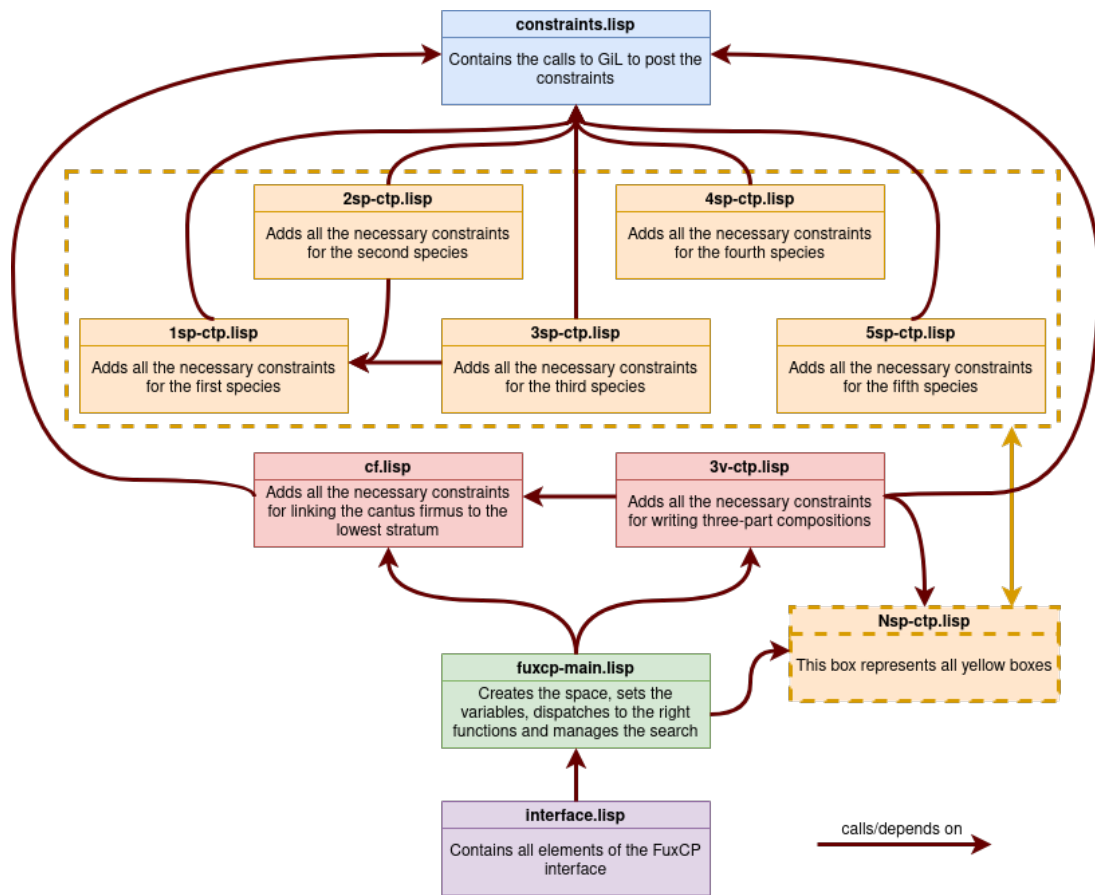 constraints.lisp
Contains the calls to GiL to post the
constraints
2sp-ctp.lisp
Adds all the necessary constraints
for the second species
4sp-ctp.lisp
Adds all the necessary constraints
for the fourth species
1sp-ctp.lisp
Adds all the necessary constraints
for the first species
3sp-ctp.lisp
Adds all the necessary constraints
for the third species
5sp-ctp.lisp
Adds all the necessary constraints
for the fifth species
cf.lisp
Adds all the necessary constraints
for linking the cantus firmus to the
lowest stratum
3v-ctp.lisp
Adds all the necessary constraints
for writing three-part compositions
Nsp-ctp.lisp
This box represents all yellow boxes
fuxcp-main.lisp
Creates the space, sets the
variables, dispatches to the right
functions and manages the search
interface.lisp
Contains all elements of the FuxCP
interface
calls/depends on